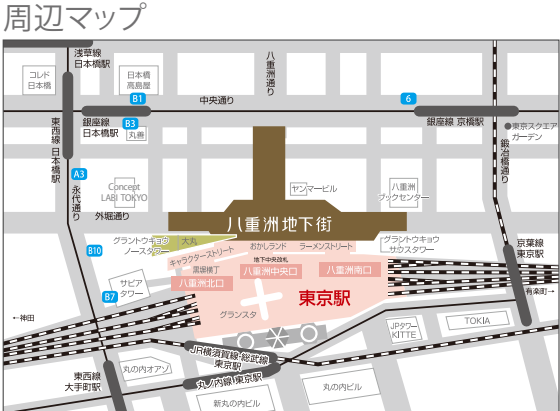 周辺マップ
浅草線
日本橋駅
コレド
日本橋
日本橋
高島屋
八重洲通り
B1
中央通り
6
銀座線
日本橋駅
B3
丸善
銀座線 京橋駅
東京スクエア
ガーデン
鍛冶橋通り
東西線 日本橋駅
A3
永代通り
Concept
LABI TOKYO
ヤンマービル
八重洲
ブックセンター
外堀通り
八重洲地下街
B10
グラントウキョウ
ノースタワー
大丸
キャラクターストリート
おかしランド
ラーメンストリート
グラントウキョウ
サウスタワー
京葉線
東京駅
黒塀横丁
地下中央改札
サピア
タワー
八重洲北口
八重洲中央口
八重洲南口
B7
東京駅
有楽町→
←神田
グランスタ
JPタワー
KITTE
TOKIA
JR横須賀線・総武線
東京駅
東西線
大手町駅
丸の内オアゾ
丸ノ内線 東京駅
丸の内ビル
新丸の内ビル